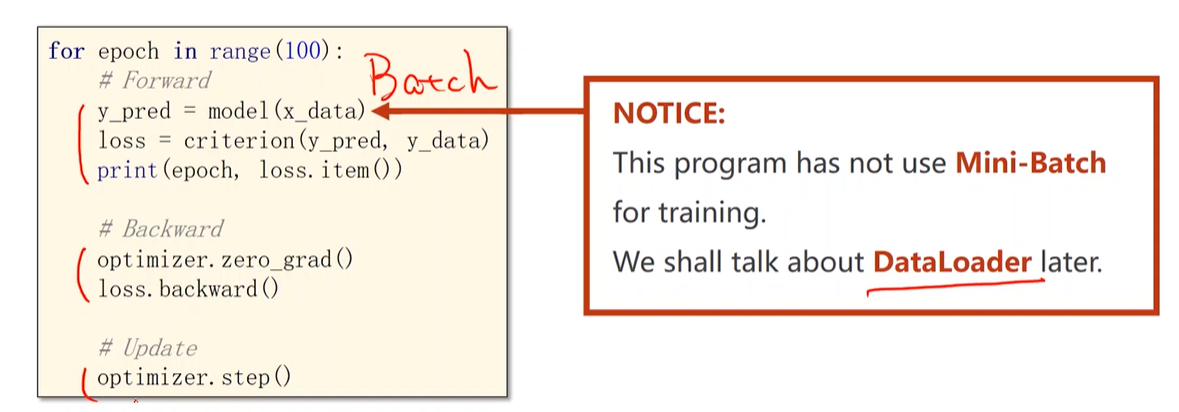 for epoch in range(100):
# Forward
Batch
y_pred = model(x_data)
loss = criterion(y_pred, y_data)
print(epoch, loss.item())
# Backward
optimizer.zero_grad()
loss.backward()
# Update
optimizer.step()
NOTICE:
This program has not use Mini-Batch
for training.
We shall talk about DataLoader later.